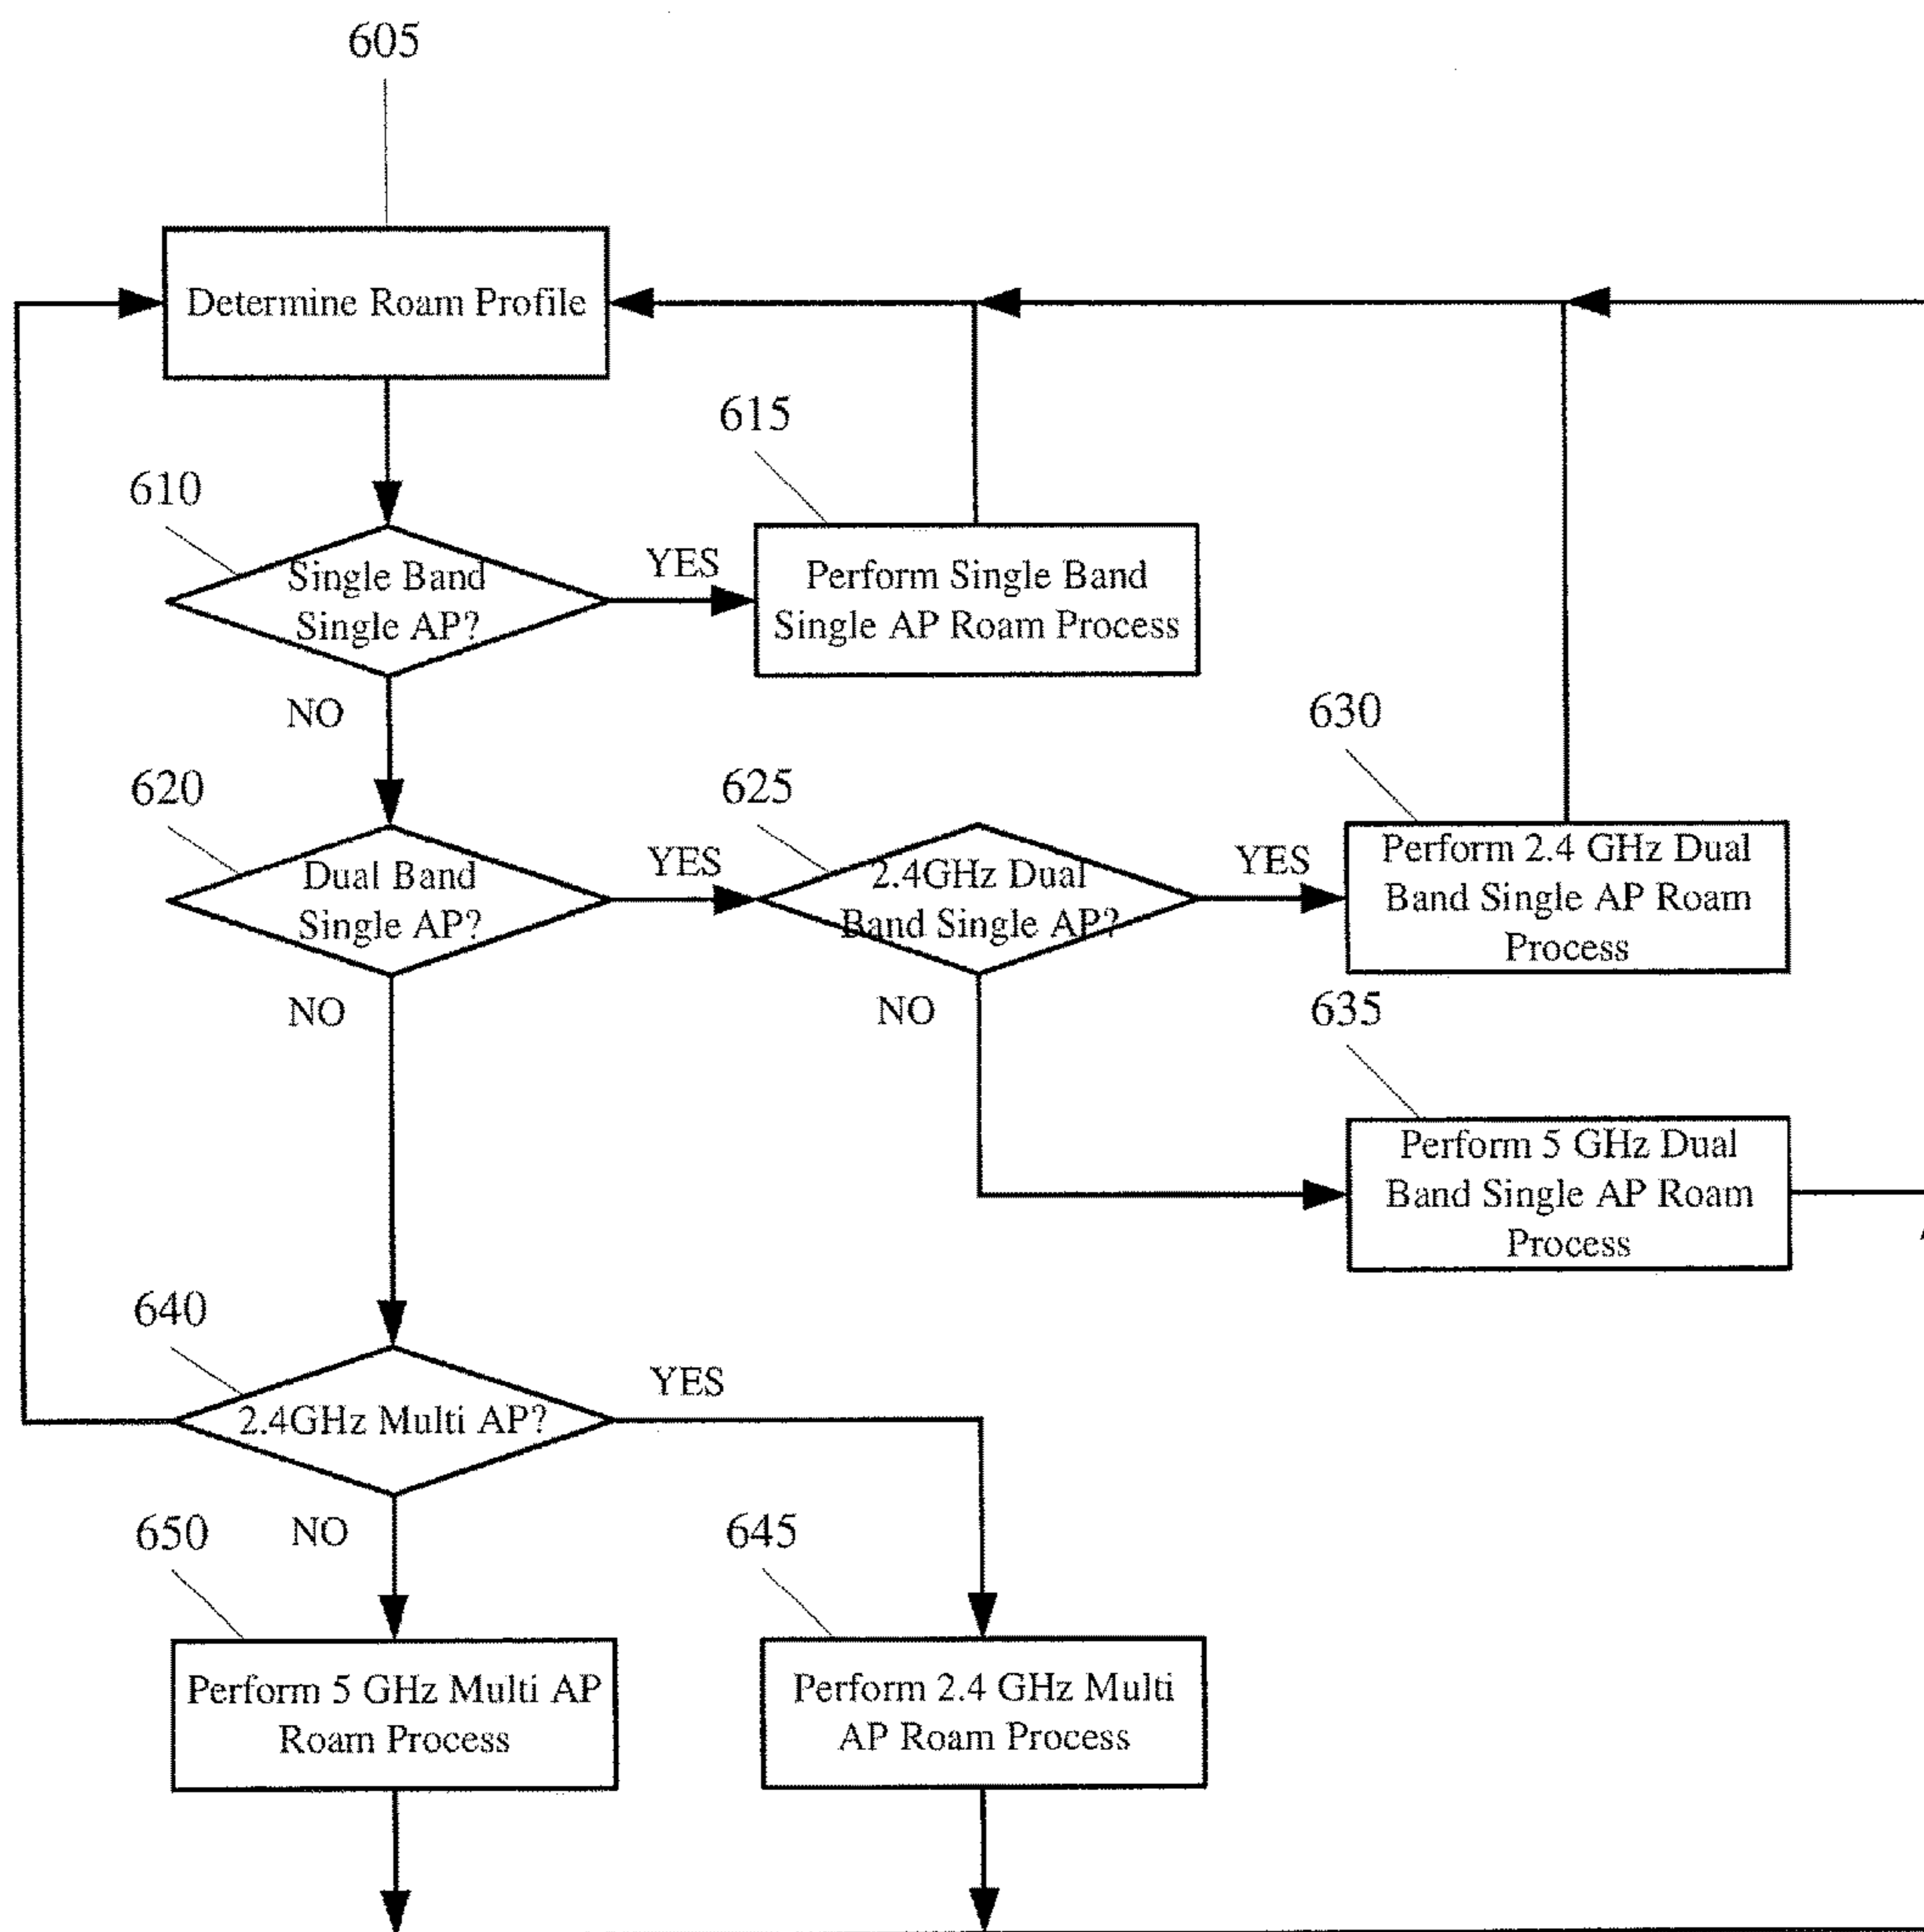 605
Determine Roam Profile
610
Single Band
Single AP?
YES
NO
615
Perform Single Band
Single AP Roam Process
620
Dual Band
Single AP?
YES
NO
625
2.4GHz Dual
Band Single AP?
YES
NO
630
Perform 2.4 GHz Dual
Band Single AP Roam
Process
635
Perform 5 GHz Dual
Band Single AP Roam
Process
640
2.4GHz Multi AP?
YES
NO
650
Perform 5 GHz Multi AP
Roam Process
645
Perform 2.4 GHz Multi
AP Roam Process